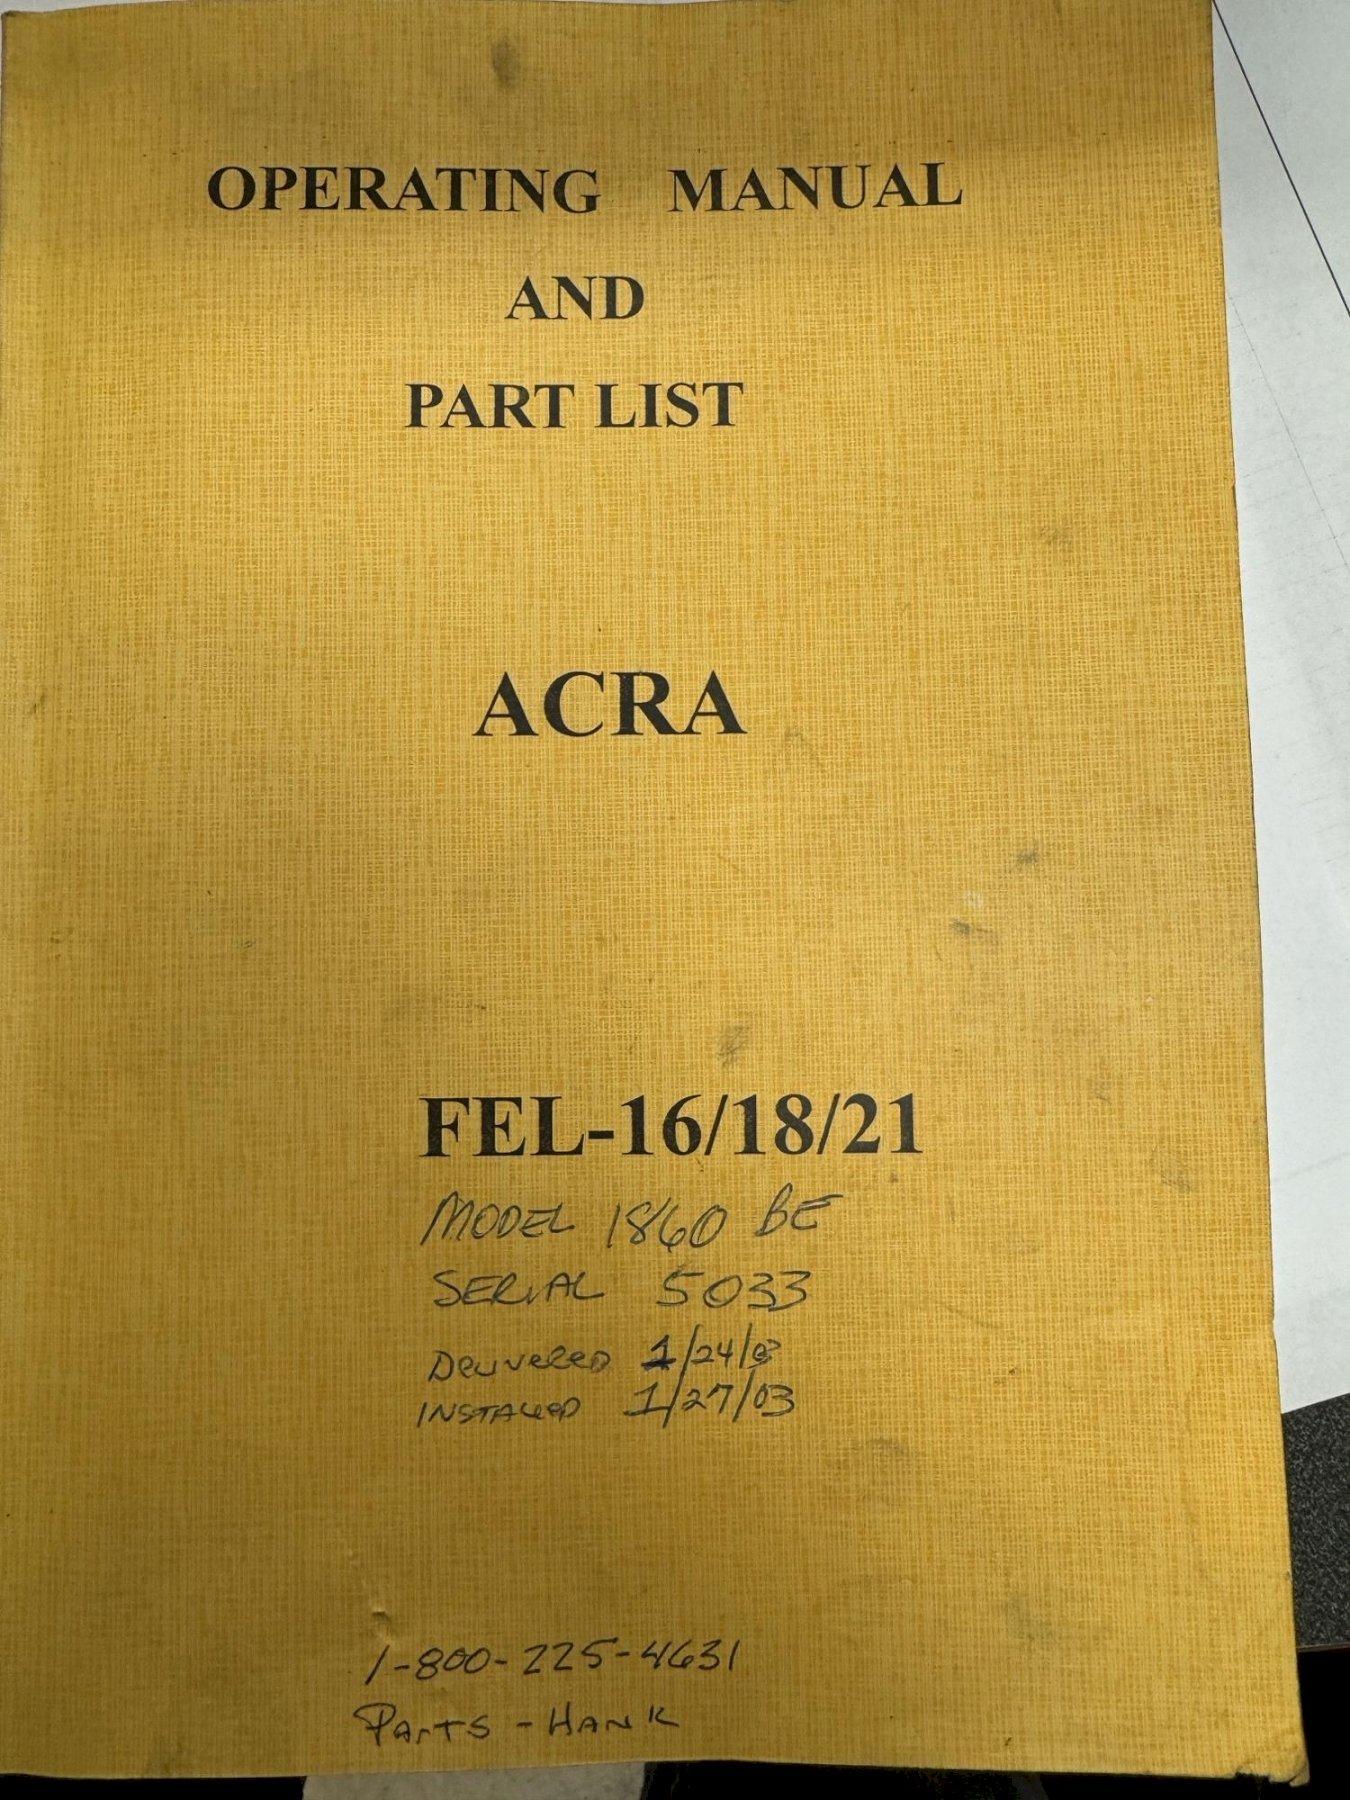 OPERATING MANUAL
AND
PART LIST
ACRA
FEL-16/18/21
MODEL 1860 BE
SERIAL 5033
Delivered 1/24/03
INSTALLED 1/27/03
1-800-225-4631
PARTS - HANK